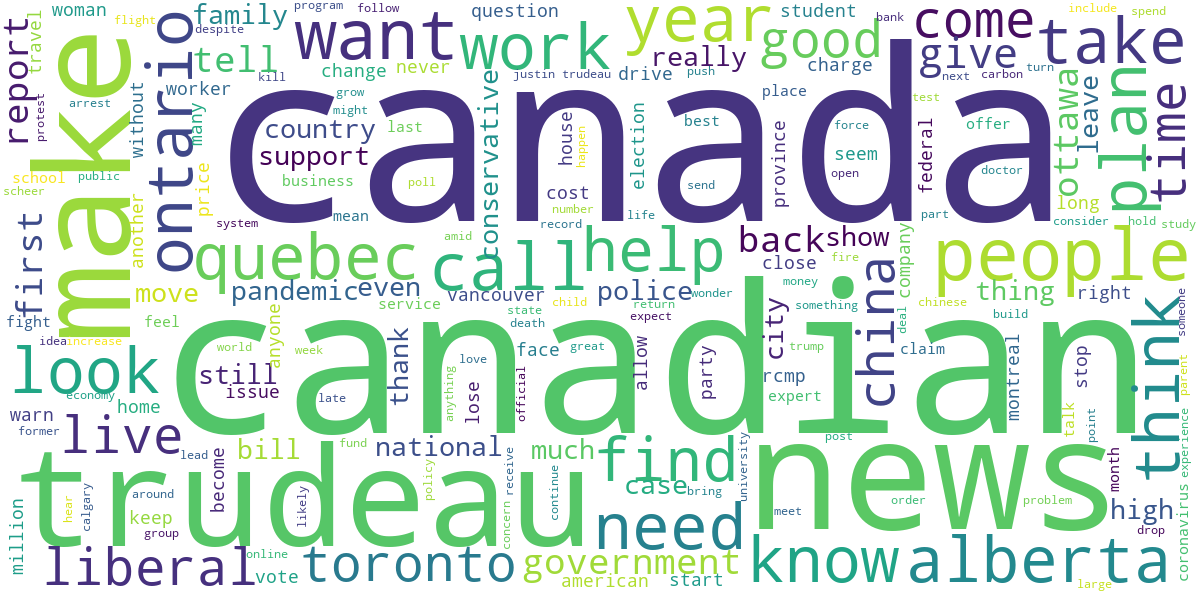 woman
flight
family
despite
program
follow
question
student
bank
come
include
spend
travel
report
make
ontario
tell
kill
want
work
year
good
give
take
change
never
justin trudeau
drive
push
really
charge
next
carbon
turn
protest
arrest
without
worker
many
canada
grow
might
place
test
plan
leave
ottawa
time
country
last
conservative
house
happen
election
best
province
force
federal
offer
support
seem
school
public
scheer
price
business
poll
cost
send
open
doctor
another
mean
number
life
part
long
hold
consider
study
system
record
first
quebec
amid
call
help
back
show
company
people
close
fire
move
pandemic
even
service
vancouver
child
police
wonder
money
something
china
deal
chinese
thing
right
fight
feel
anyone
state
return
expect
city
build
someone
idea
increase
death
world
week
thank
canadian
face
great
allow
party
trump
claim
montreal
stop
think
look
economy
still
issue
love
lose
anything
official
rcmp
expert
parent
home
late
talk
point
warn
former
live
lead
bill
fund
national
much
find
post
news
trudeau
become
likely
policy
receive
continue
concern
case
bring
university
order
problem
month
experience
million
hear
calgary
around
keep
group
need
meet
high
drop
coronavirus
liberal
online
vote
toronto
government
american
start
know
alberta
large